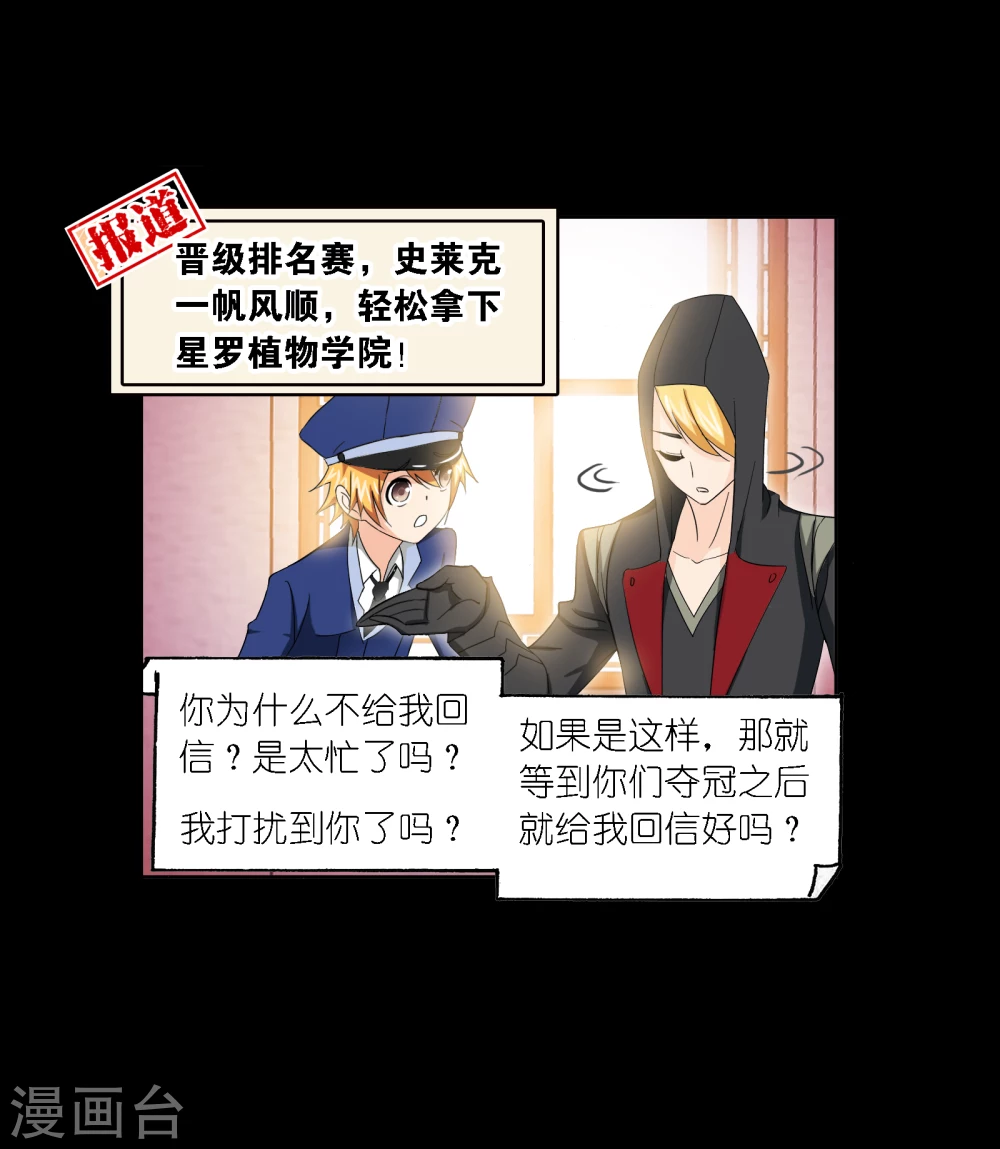 报道
晋级排名赛，史莱克
一帆风顺，轻松拿下
星罗植物学院！
你为什么不给我回
信？是太忙了吗？
我打扰到你了吗？
如果是这样，那就
等到你们夺冠之后
就给我回信好吗？
漫画台